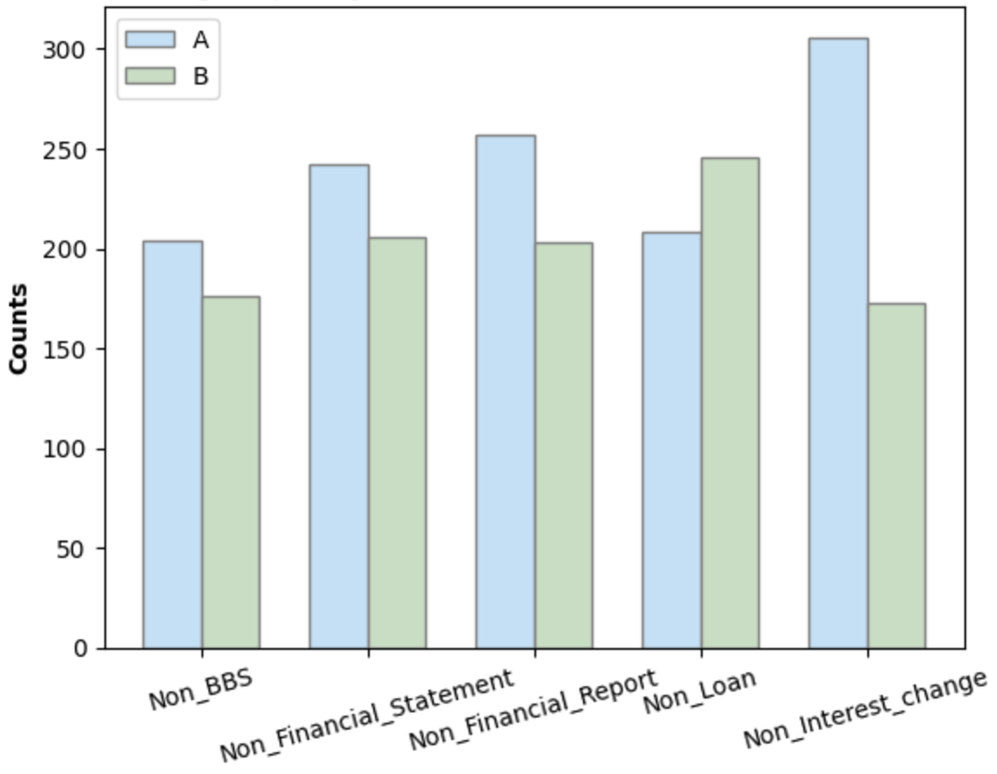 A
B
300
250
200
150
100
50
0
Counts
Non_BBS
Non_Financial_Statement
Non_Financial_Report
Non_Loan
Non_Interest_change